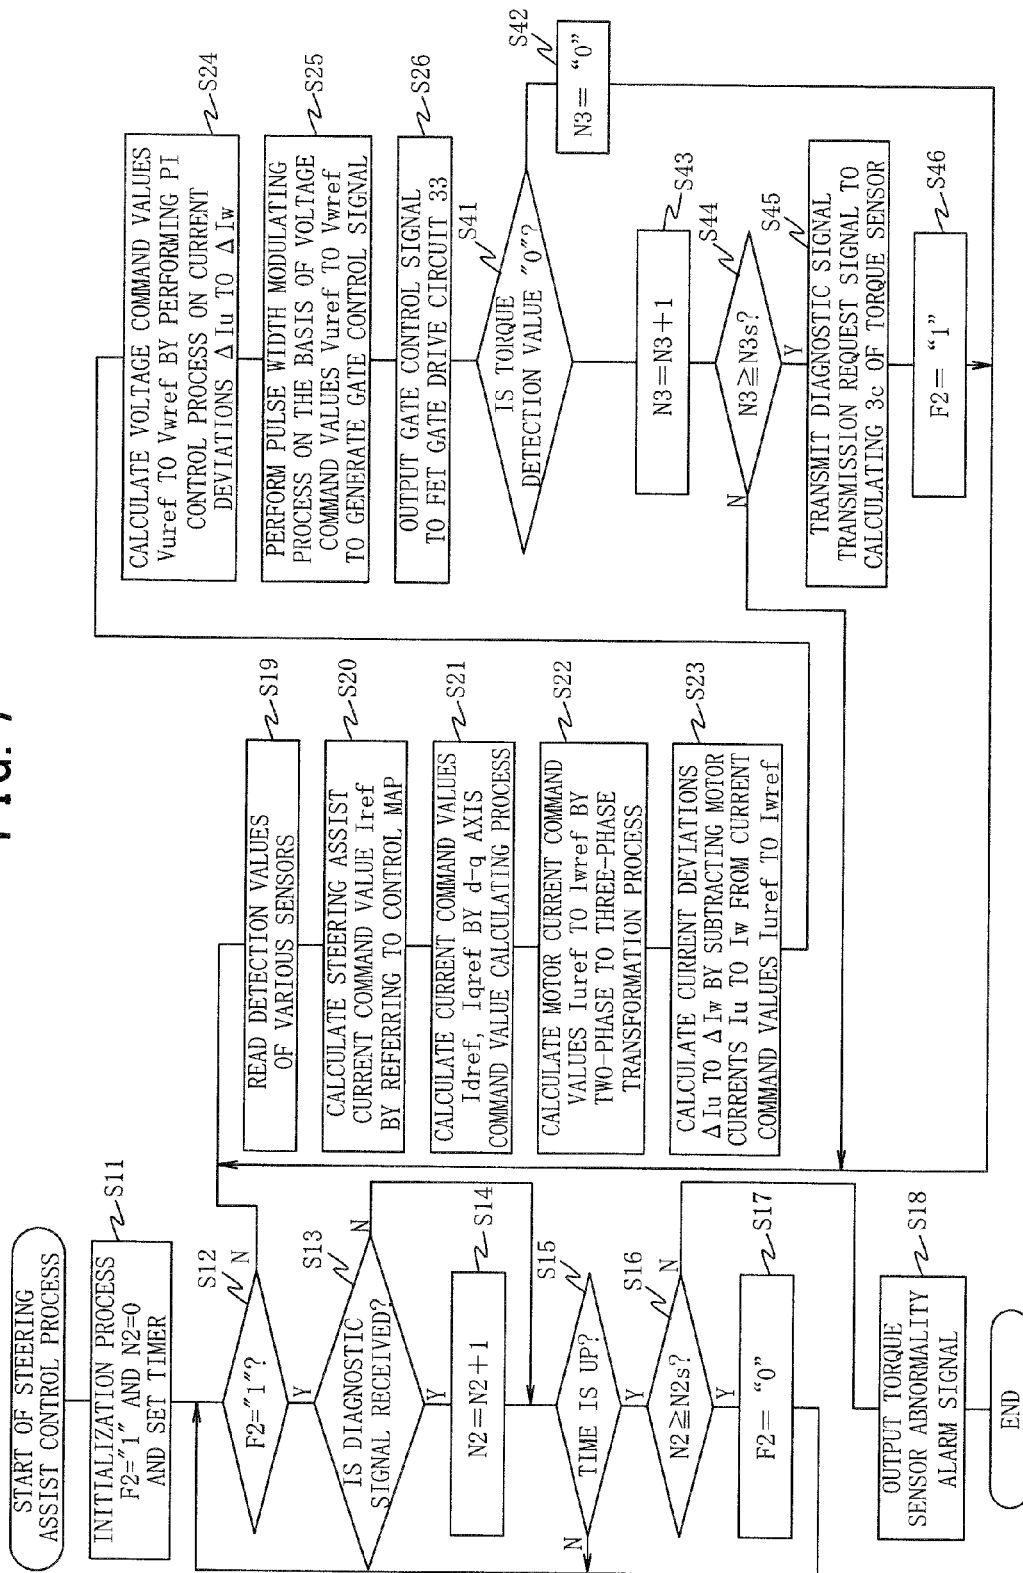 START OF STEERING
ASSIST CONTROL PROCESS
INITIALIZATION PROCESS
F2="1" AND N2=0
AND SET TIMER
S11
S12
F2="1"?
N
Y
S13
IS DIAGNOSTIC
SIGNAL RECEIVED?
N
Y
S14
N2=N2+1
S15
TIME IS UP?
N
Y
S16
N2≧N2s?
N
Y
S17
F2= “0”
S18
OUTPUT TORQUE
SENSOR ABNORMALITY
ALARM SIGNAL
END
READ DETECTION VALUES
OF VARIOUS SENSORS
S19
CALCULATE STEERING ASSIST
CURRENT COMMAND VALUE Iref
BY REFERRING TO CONTROL MAP
S20
CALCULATE CURRENT COMMAND VALUES
Idref, Iqref BY d-q AXIS
COMMAND VALUE CALCULATING PROCESS
S21
CALCULATE MOTOR CURRENT COMMAND
VALUES Iuref TO Iwref BY
TWO-PHASE TO THREE-PHASE
TRANSFORMATION PROCESS
S22
CALCULATE CURRENT DEVIATIONS
ΔIu TO ΔIw BY SUBTRACTING MOTOR
CURRENTS Iu TO Iw FROM CURRENT
COMMAND VALUES Iuref TO Iwref
S23
CALCULATE VOLTAGE COMMAND VALUES
Vuref TO Vwref BY PERFORMING PI
CONTROL PROCESS ON CURRENT
DEVIATIONS ΔIu TO ΔIw
S24
PERFORM PULSE WIDTH MODULATING
PROCESS ON THE BASIS OF VOLTAGE
COMMAND VALUES Vuref TO Vwref
TO GENERATE GATE CONTROL SIGNAL
S25
OUTPUT GATE CONTROL SIGNAL
TO FET GATE DRIVE CIRCUIT 33
S26
S41
IS TORQUE
DETECTION VALUE "0"?
S42
N3= “0”
S43
N3=N3+1
S44
N3≧N3s?
N
Y
S45
TRANSMIT DIAGNOSTIC SIGNAL
TRANSMISSION REQUEST SIGNAL TO
CALCULATING 3c OF TORQUE SENSOR
S46
F2= “1”